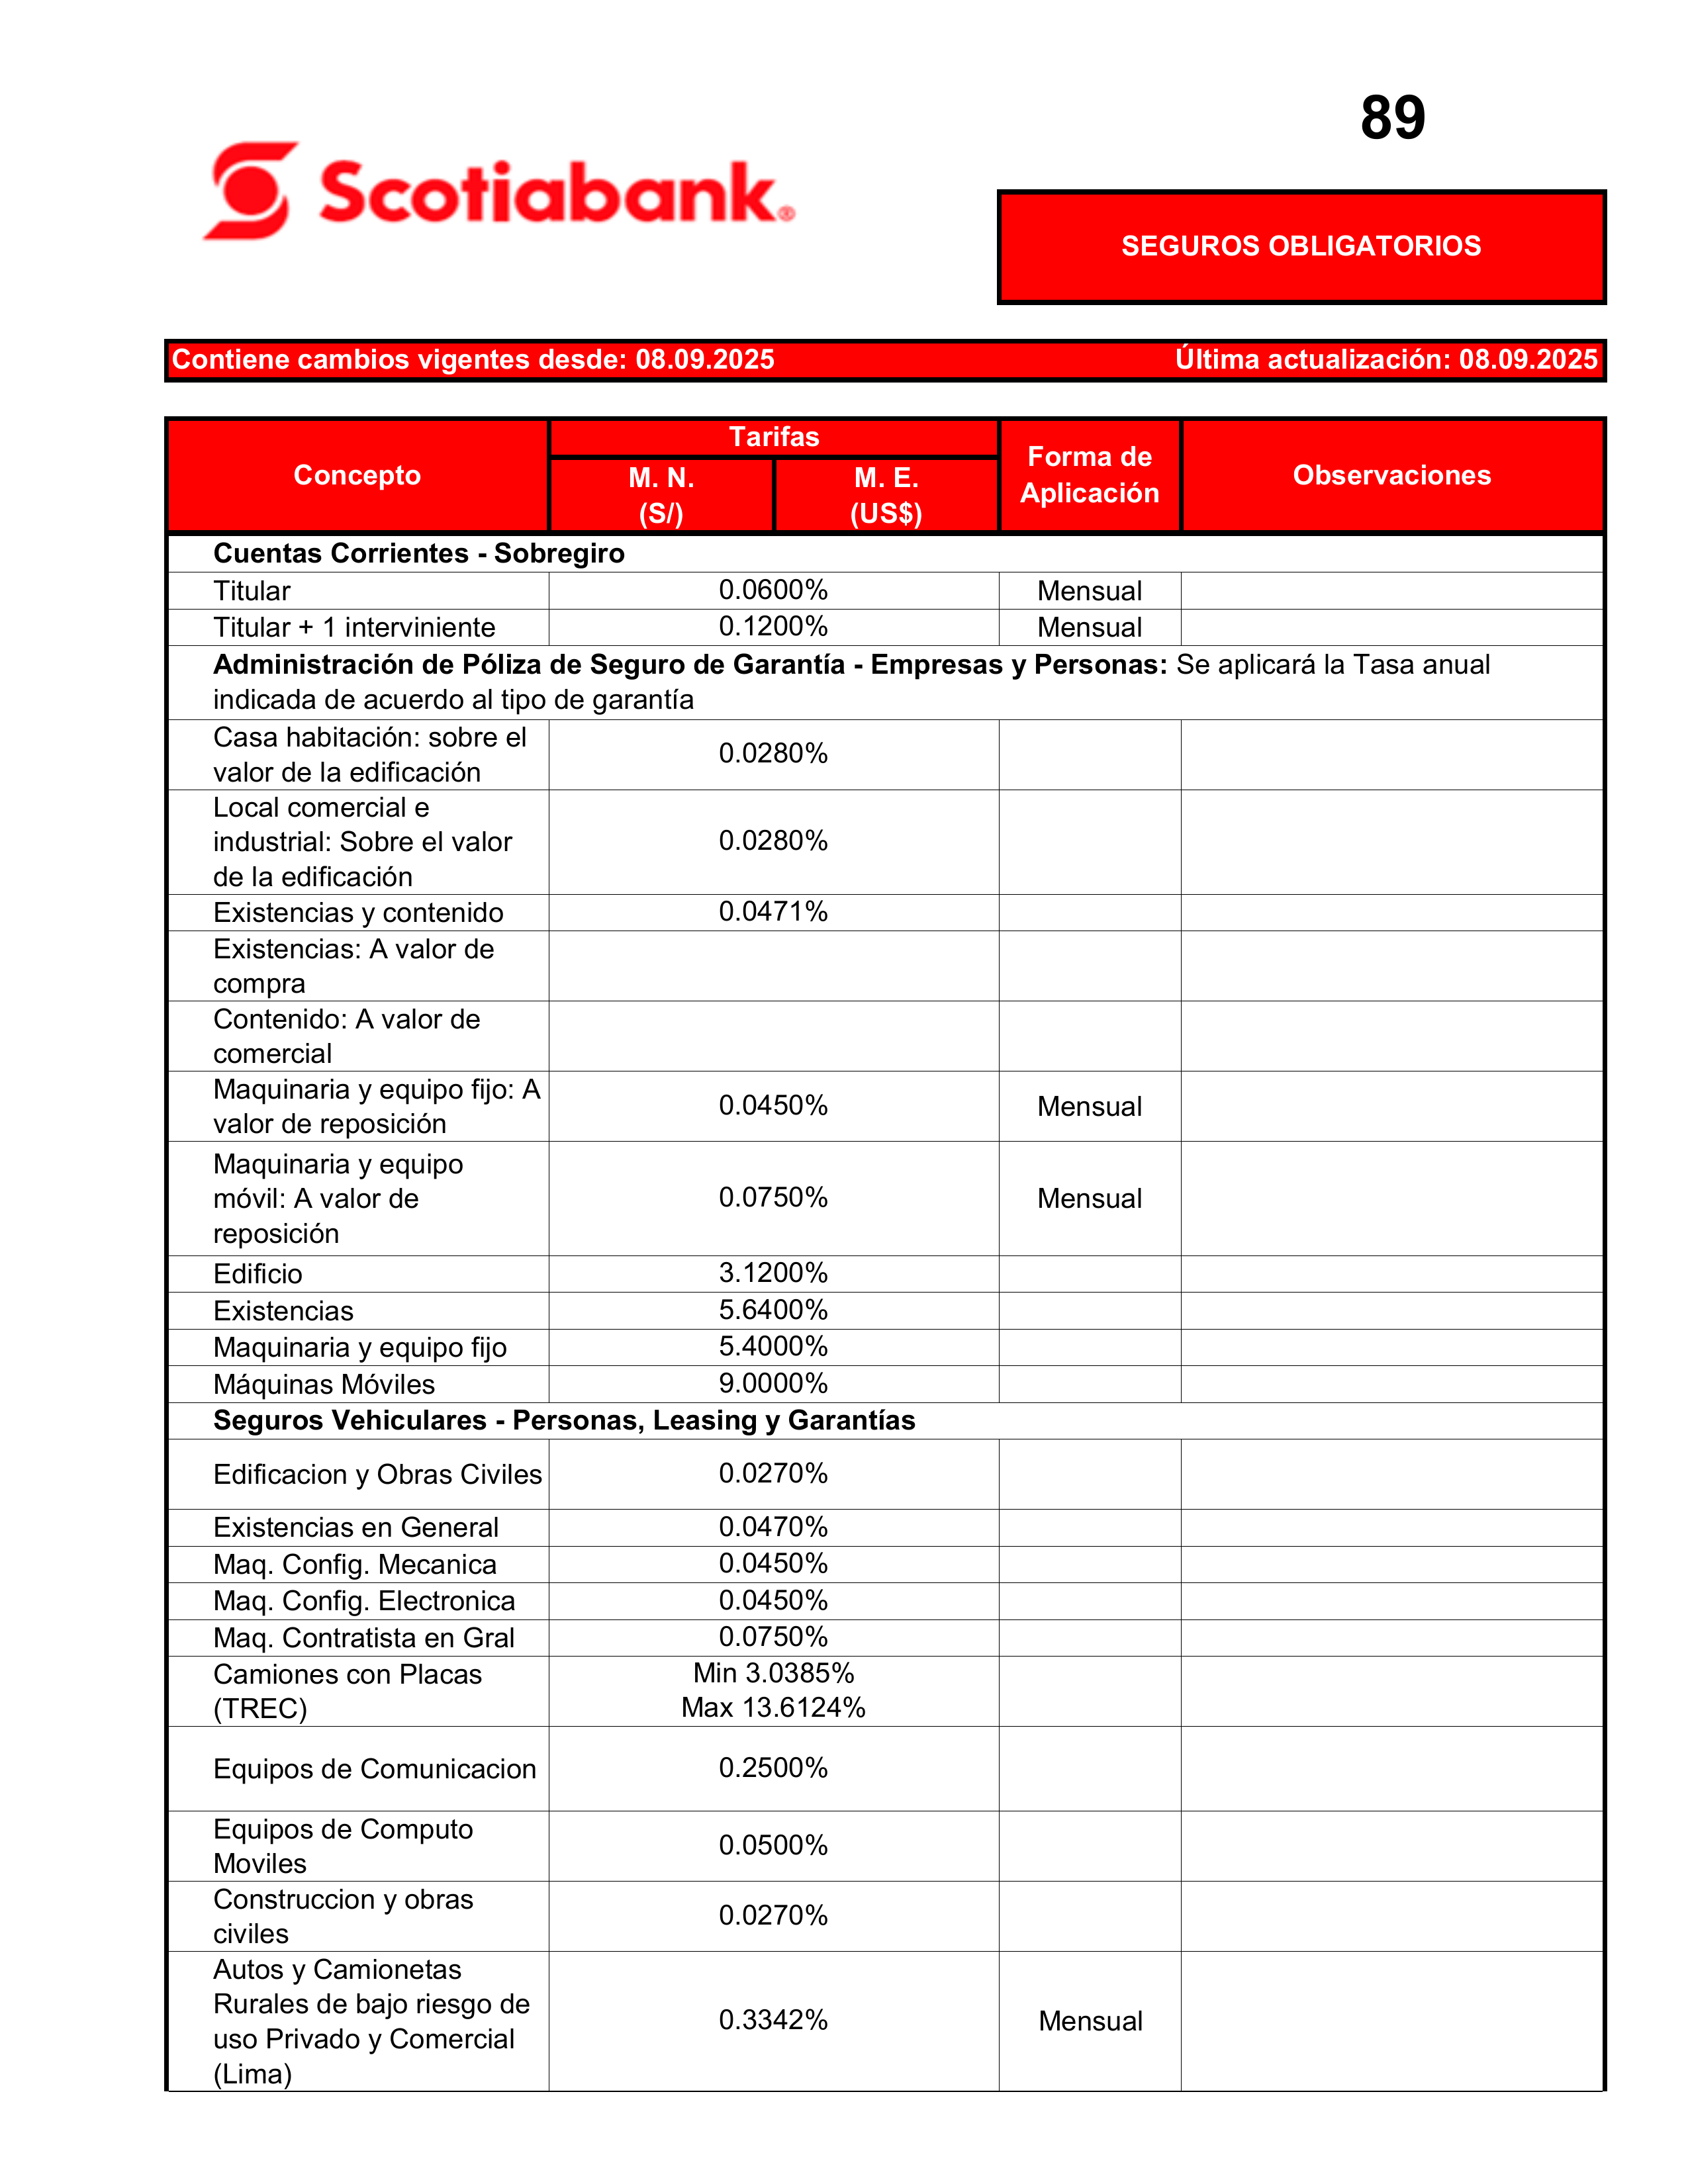 89
Scotiabank®
SEGUROS OBLIGATORIOS
Contiene cambios vigentes desde: 08.09.2025 Última actualización: 08.09.2025
Concepto
Tarifas
M. N.
(S/)
M. E.
(US$)
Forma de
Aplicación
Observaciones
Cuentas Corrientes - Sobregiro
Titular 0.0600% Mensual
Titular + 1 interviniente 0.1200% Mensual
Administración de Póliza de Seguro de Garantía - Empresas y Personas: Se aplicará la Tasa anual
indicada de acuerdo al tipo de garantía
Casa habitación: sobre el
valor de la edificación
0.0280%
Local comercial e
industrial: Sobre el valor
de la edificación
0.0280%
Existencias y contenido 0.0471%
Existencias: A valor de
compra
Contenido: A valor de
comercial
Maquinaria y equipo fijo: A
valor de reposición
0.0450% Mensual
Maquinaria y equipo
móvil: A valor de
reposición
0.0750% Mensual
Edificio 3.1200%
Existencias 5.6400%
Maquinaria y equipo fijo 5.4000%
Máquinas Móviles 9.0000%
Seguros Vehiculares - Personas, Leasing y Garantías
Edificacion y Obras Civiles 0.0270%
Existencias en General 0.0470%
Maq. Config. Mecanica 0.0450%
Maq. Config. Electronica 0.0450%
Maq. Contratista en Gral 0.0750%
Camiones con Placas
(TREC)
Min 3.0385%
Max 13.6124%
Equipos de Comunicacion 0.2500%
Equipos de Computo
Moviles
0.0500%
Construccion y obras
civiles
0.0270%
Autos y Camionetas
Rurales de bajo riesgo de
uso Privado y Comercial
(Lima)
0.3342% Mensual